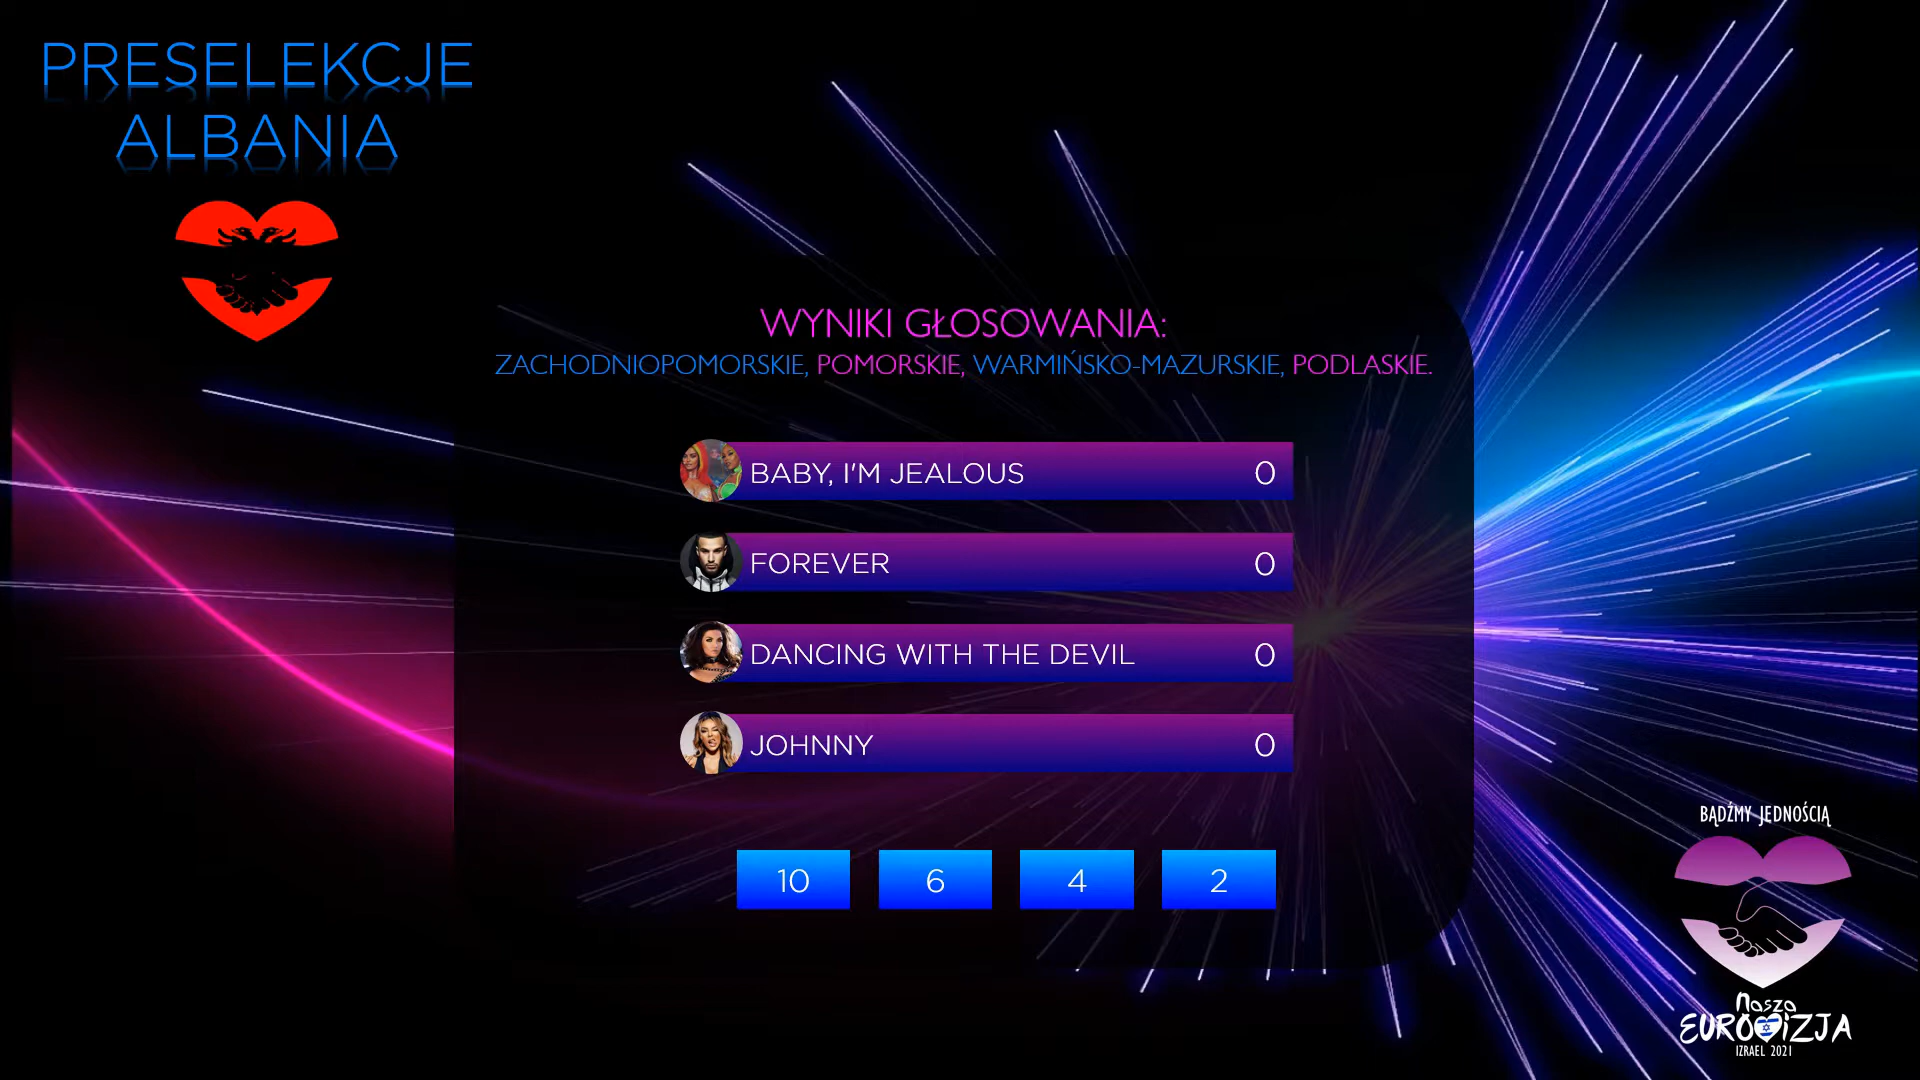 PRESELEKCJE
ALBANIA
WYNIKI GŁOSOWANIA:
ZACHODNIOPOMORSKIE, POMORSKIE, WARMIŃSKO-MAZURSKIE, PODLASKIE.
BABY, I'M JEALOUS 0
FOREVER 0
DANCING WITH THE DEVIL 0
JOHNNY 0
10 6 4 2
BĄDŹMY JEDNOŚCIĄ
Nasza
EUROWIZJA
IZRAEL 2021